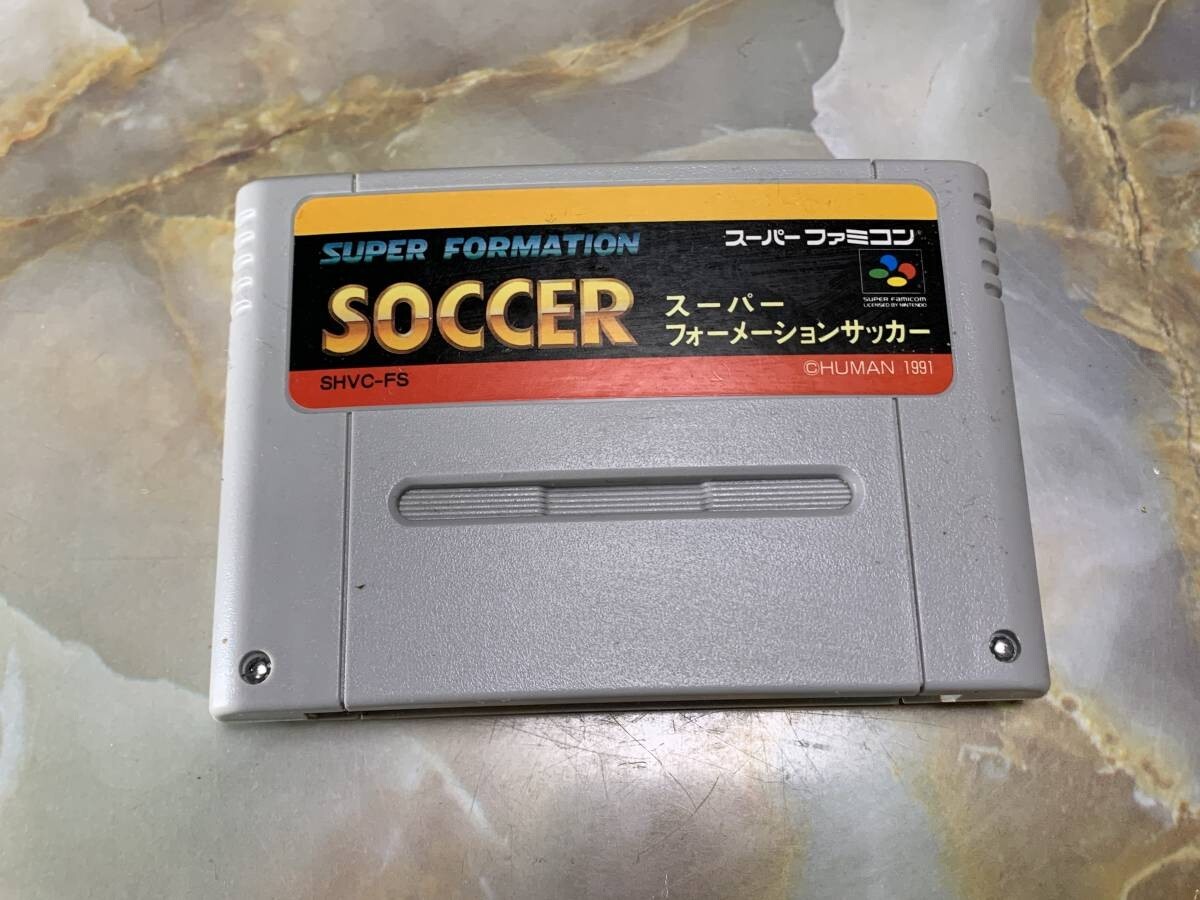 SUPER FORMATION
SOCCER
スーパーファミコン
SUPER FAMICOM
LICENSED BY NINTENDO
スーパー
フォーメーションサッカー
SHVC-FS
©HUMAN 1991